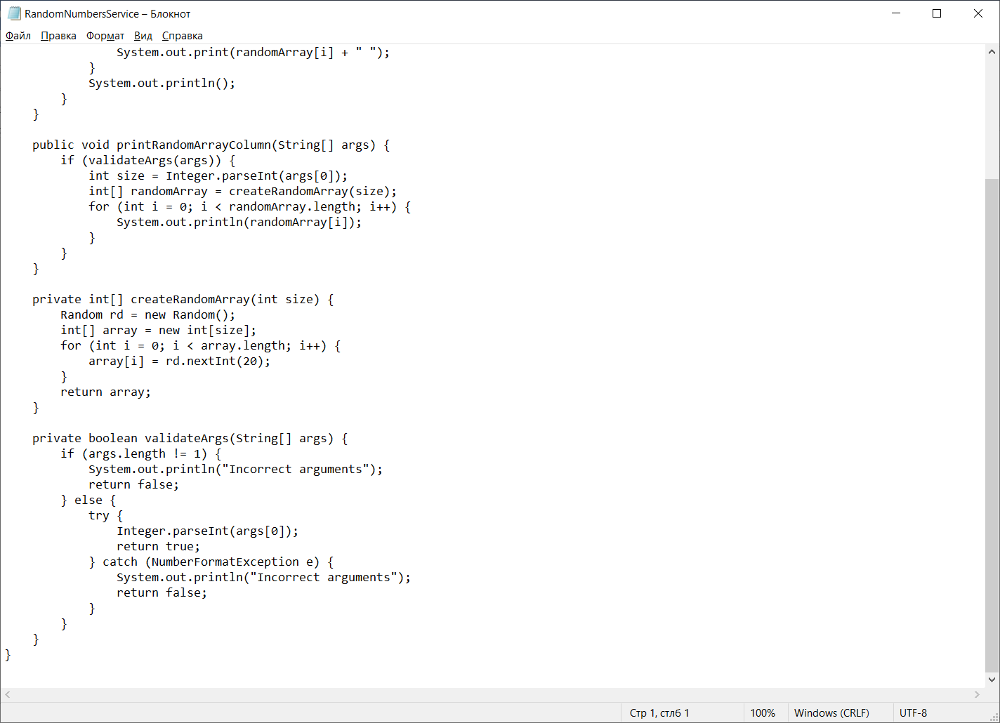 RandomNumbersService – Блокнот
Файл Правка Формат Вид Справка
                System.out.print(randomArray[i] + " ");
            }
            System.out.println();
        }
    }

    public void printRandomArrayColumn(String[] args) {
        if (validateArgs(args)) {
            int size = Integer.parseInt(args[0]);
            int[] randomArray = createRandomArray(size);
            for (int i = 0; i < randomArray.length; i++) {
                System.out.println(randomArray[i]);
            }
        }
    }

    private int[] createRandomArray(int size) {
        Random rd = new Random();
        int[] array = new int[size];
        for (int i = 0; i < array.length; i++) {
            array[i] = rd.nextInt(20);
        }
        return array;
    }

    private boolean validateArgs(String[] args) {
        if (args.length != 1) {
            System.out.println("Incorrect arguments");
            return false;
        } else {
            try {
                Integer.parseInt(args[0]);
                return true;
            } catch (NumberFormatException e) {
                System.out.println("Incorrect arguments");
                return false;
            }
        }
    }
}
Стр 1, стлб 1 100% Windows (CRLF) UTF-8